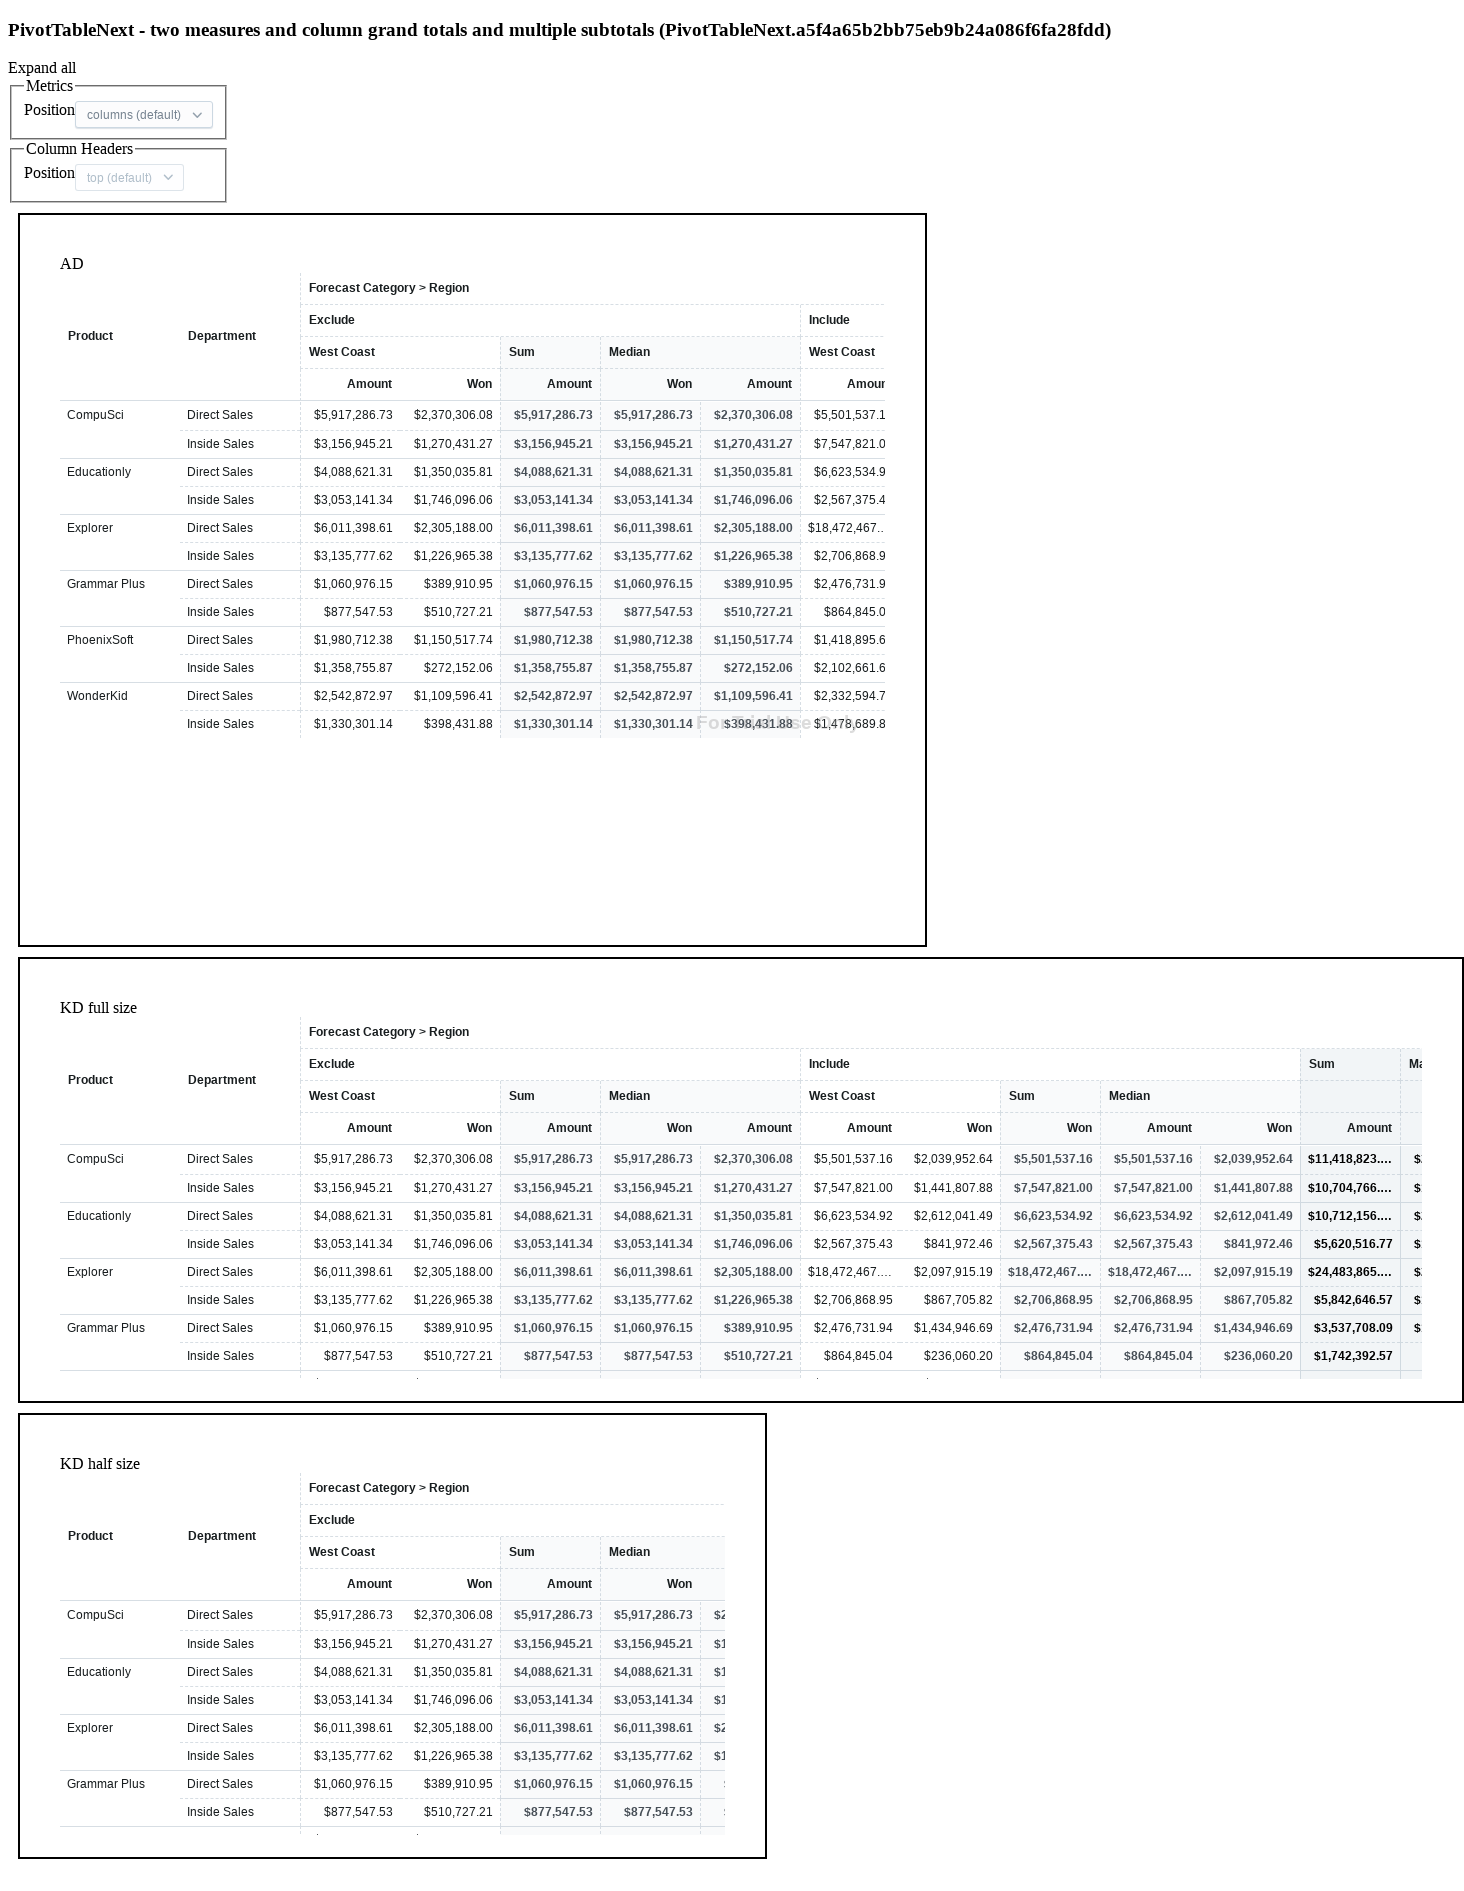 PivotTableNext - two measures and column grand totals and multiple subtotals (PivotTableNext.a5f4a65b2bb75eb9b24a086f6fa28fdd)
Expand all
Metrics
Position columns (default)
Column Headers
Position top (default)
AD
Forecast Category > Region
Exclude Include
Product Department
West Coast Sum Median West Coast
Amount Won Amount Won Amount Amoun
CompuSci Direct Sales $5,917,286.73 $2,370,306.08 $5,917,286.73 $5,917,286.73 $2,370,306.08 $5,501,537.1
Inside Sales $3,156,945.21 $1,270,431.27 $3,156,945.21 $3,156,945.21 $1,270,431.27 $7,547,821.0
Educationly Direct Sales $4,088,621.31 $1,350,035.81 $4,088,621.31 $4,088,621.31 $1,350,035.81 $6,623,534.9
Inside Sales $3,053,141.34 $1,746,096.06 $3,053,141.34 $3,053,141.34 $1,746,096.06 $2,567,375.4
Explorer Direct Sales $6,011,398.61 $2,305,188.00 $6,011,398.61 $6,011,398.61 $2,305,188.00 $18,472,467...
Inside Sales $3,135,777.62 $1,226,965.38 $3,135,777.62 $3,135,777.62 $1,226,965.38 $2,706,868.9
Grammar Plus Direct Sales $1,060,976.15 $389,910.95 $1,060,976.15 $1,060,976.15 $389,910.95 $2,476,731.9
Inside Sales $877,547.53 $510,727.21 $877,547.53 $877,547.53 $510,727.21 $864,845.0
PhoenixSoft Direct Sales $1,980,712.38 $1,150,517.74 $1,980,712.38 $1,980,712.38 $1,150,517.74 $1,418,895.6
Inside Sales $1,358,755.87 $272,152.06 $1,358,755.87 $1,358,755.87 $272,152.06 $2,102,661.6
WonderKid Direct Sales $2,542,872.97 $1,109,596.41 $2,542,872.97 $2,542,872.97 $1,109,596.41 $2,332,594.7
Inside Sales $1,330,301.14 $398,431.88 $1,330,301.14 $1,330,301.14 $398,431.88 $1,478,689.8
For Trial Use Only
KD full size
Forecast Category > Region
Exclude Include Sum Ma
Product Department
West Coast Sum Median West Coast Sum Median
Amount Won Amount Won Amount Amount Won Won Amount Won Amount
CompuSci Direct Sales $5,917,286.73 $2,370,306.08 $5,917,286.73 $5,917,286.73 $2,370,306.08 $5,501,537.16 $2,039,952.64 $5,501,537.16 $5,501,537.16 $2,039,952.64 $11,418,823....
Inside Sales $3,156,945.21 $1,270,431.27 $3,156,945.21 $3,156,945.21 $1,270,431.27 $7,547,821.00 $1,441,807.88 $7,547,821.00 $7,547,821.00 $1,441,807.88 $10,704,766....
Educationly Direct Sales $4,088,621.31 $1,350,035.81 $4,088,621.31 $4,088,621.31 $1,350,035.81 $6,623,534.92 $2,612,041.49 $6,623,534.92 $6,623,534.92 $2,612,041.49 $10,712,156....
Inside Sales $3,053,141.34 $1,746,096.06 $3,053,141.34 $3,053,141.34 $1,746,096.06 $2,567,375.43 $841,972.46 $2,567,375.43 $2,567,375.43 $841,972.46 $5,620,516.77
Explorer Direct Sales $6,011,398.61 $2,305,188.00 $6,011,398.61 $6,011,398.61 $2,305,188.00 $18,472,467.... $2,097,915.19 $18,472,467.... $18,472,467.... $2,097,915.19 $24,483,865....
Inside Sales $3,135,777.62 $1,226,965.38 $3,135,777.62 $3,135,777.62 $1,226,965.38 $2,706,868.95 $867,705.82 $2,706,868.95 $2,706,868.95 $867,705.82 $5,842,646.57
Grammar Plus Direct Sales $1,060,976.15 $389,910.95 $1,060,976.15 $1,060,976.15 $389,910.95 $2,476,731.94 $1,434,946.69 $2,476,731.94 $2,476,731.94 $1,434,946.69 $3,537,708.09
Inside Sales $877,547.53 $510,727.21 $877,547.53 $877,547.53 $510,727.21 $864,845.04 $236,060.20 $864,845.04 $864,845.04 $236,060.20 $1,742,392.57
KD half size
Forecast Category > Region
Exclude
Product Department
West Coast Sum Median
Amount Won Amount Won
CompuSci Direct Sales $5,917,286.73 $2,370,306.08 $5,917,286.73 $5,917,286.73 $2
Inside Sales $3,156,945.21 $1,270,431.27 $3,156,945.21 $3,156,945.21 $1
Educationly Direct Sales $4,088,621.31 $1,350,035.81 $4,088,621.31 $4,088,621.31 $1
Inside Sales $3,053,141.34 $1,746,096.06 $3,053,141.34 $3,053,141.34 $1
Explorer Direct Sales $6,011,398.61 $2,305,188.00 $6,011,398.61 $6,011,398.61 $2
Inside Sales $3,135,777.62 $1,226,965.38 $3,135,777.62 $3,135,777.62 $1
Grammar Plus Direct Sales $1,060,976.15 $389,910.95 $1,060,976.15 $1,060,976.15
Inside Sales $877,547.53 $510,727.21 $877,547.53 $877,547.53